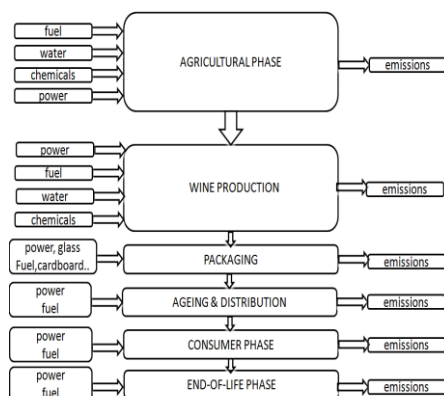 fuel
water
chemicals
power
AGRICULTURAL PHASE
emissions
power
fuel
water
chemicals
WINE PRODUCTION
emissions
power, glass
Fuel,cardboard..
PACKAGING
emissions
power
fuel
AGEING & DISTRIBUTION
emissions
power
fuel
CONSUMER PHASE
emissions
power
fuel
END-OF-LIFE PHASE
emissions